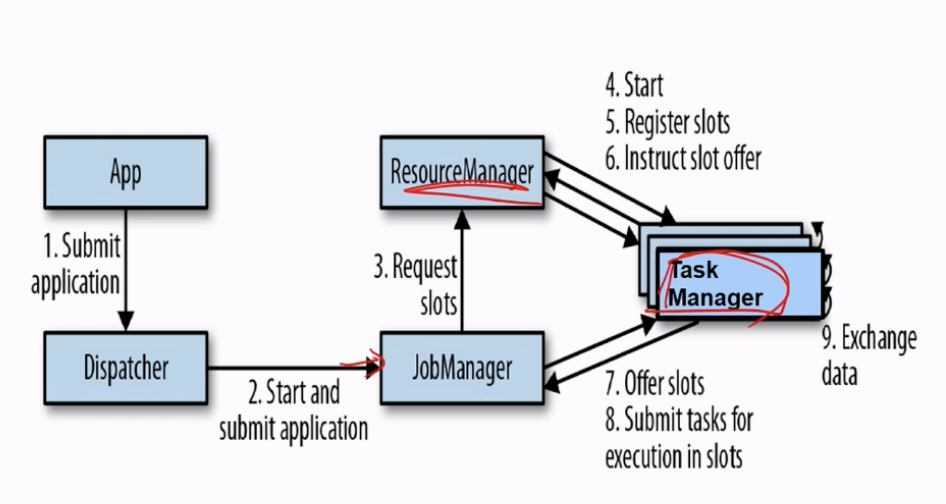 App
1. Submit
application
Dispatcher
2. Start and
submit application
ResourceManager
3. Request
slots
JobManager
4. Start
5. Register slots
6. Instruct slot offer
Task
Manager
7. Offer slots
8. Submit tasks for
execution in slots
9. Exchange
data